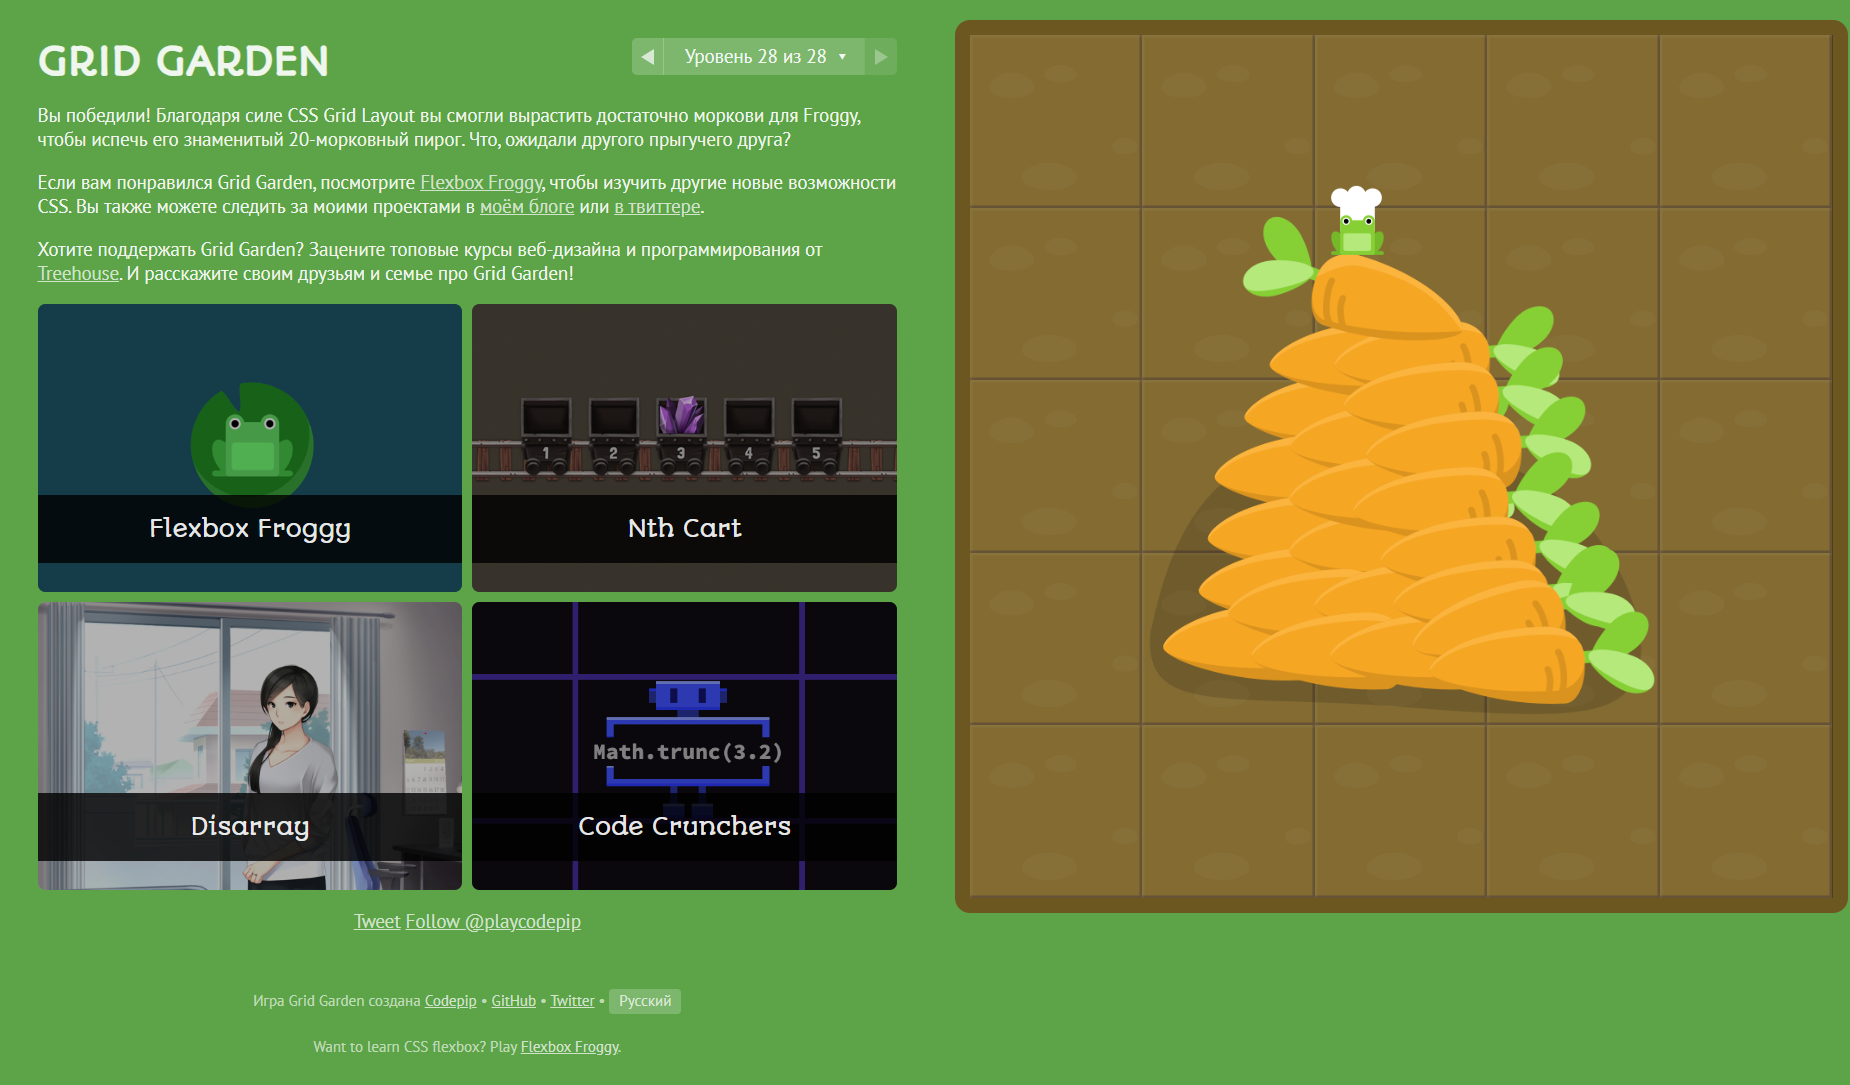 GRID GARDEN
Уровень 28 из 28
Вы победили! Благодаря силе CSS Grid Layout вы смогли вырастить достаточно моркови для Froggy,
чтобы испечь его знаменитый 20-морковный пирог. Что, ожидали другого прыгучего друга?
Если вам понравился Grid Garden, посмотрите Flexbox Froggy, чтобы изучить другие новые возможности
CSS. Вы также можете следить за моими проектами в моём блоге или в твиттере.
Хотите поддержать Grid Garden? Зацените топовые курсы веб-дизайна и программирования от
Treehouse. И расскажите своим друзьям и семье про Grid Garden!
Flexbox Froggy
1 2 3 4 5
Nth Cart
Disarray
Math.trunc(3.2)
Code Crunchers
Tweet Follow @playcodepip
Игра Grid Garden создана Codepip • GitHub • Twitter • Русский
Want to learn CSS flexbox? Play Flexbox Froggy.